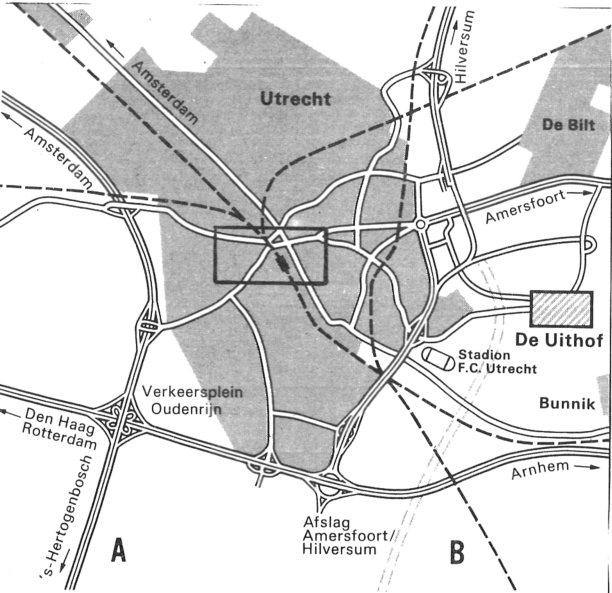 Hilversum
Amsterdam
Utrecht
De Bilt
Amsterdam
Amersfoort
De Uithof
Stadion
F.C. Utrecht
Verkeersplein
Oudenrijn
Bunnik
Den Haag
Rotterdam
Arnhem
's-Hertogenbosch
Afslag
Amersfoort/
Hilversum
A
B